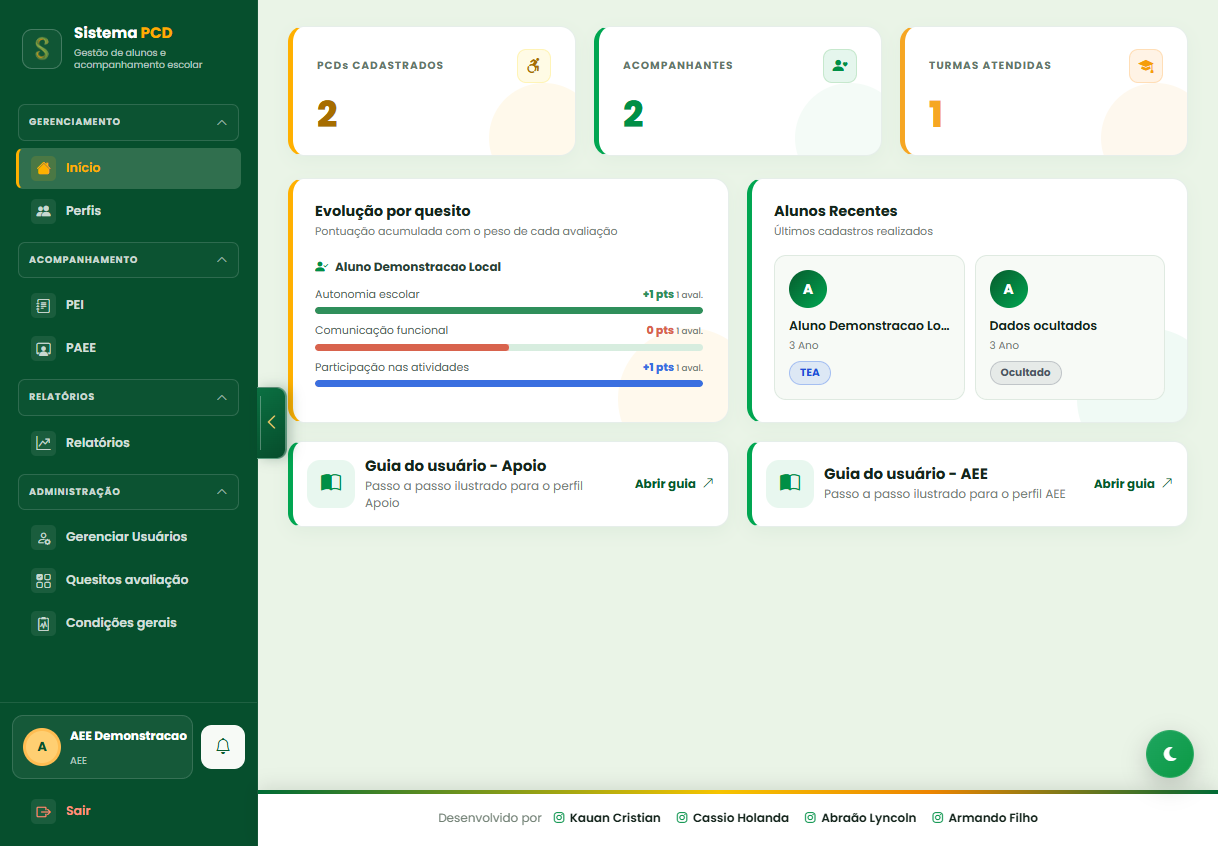 Sistema PCD
Gestão de alunos e
acompanhamento escolar
GERENCIAMENTO
Início
Perfis
ACOMPANHAMENTO
PEI
PAEE
RELATÓRIOS
Relatórios
ADMINISTRAÇÃO
Gerenciar Usuários
Quesitos avaliação
Condições gerais
A
AEE Demonstracao
AEE
Sair
PCDs CADASTRADOS
2
ACOMPANHANTES
2
TURMAS ATENDIDAS
1
Evolução por quesito
Pontuação acumulada com o peso de cada avaliação
Aluno Demonstracao Local
Autonomia escolar +1 pts 1 aval.
Comunicação funcional 0 pts 1 aval.
Participação nas atividades +1 pts 1 aval.
Alunos Recentes
Últimos cadastros realizados
A
Aluno Demonstracao Lo...
3 Ano
TEA
A
Dados ocultados
3 Ano
Ocultado
Guia do usuário - Apoio
Passo a passo ilustrado para o perfil
Apoio
Abrir guia
Guia do usuário - AEE
Passo a passo ilustrado para o perfil AEE
Abrir guia
Desenvolvido por Kauan Cristian Cassio Holanda Abraão Lyncoln Armando Filho